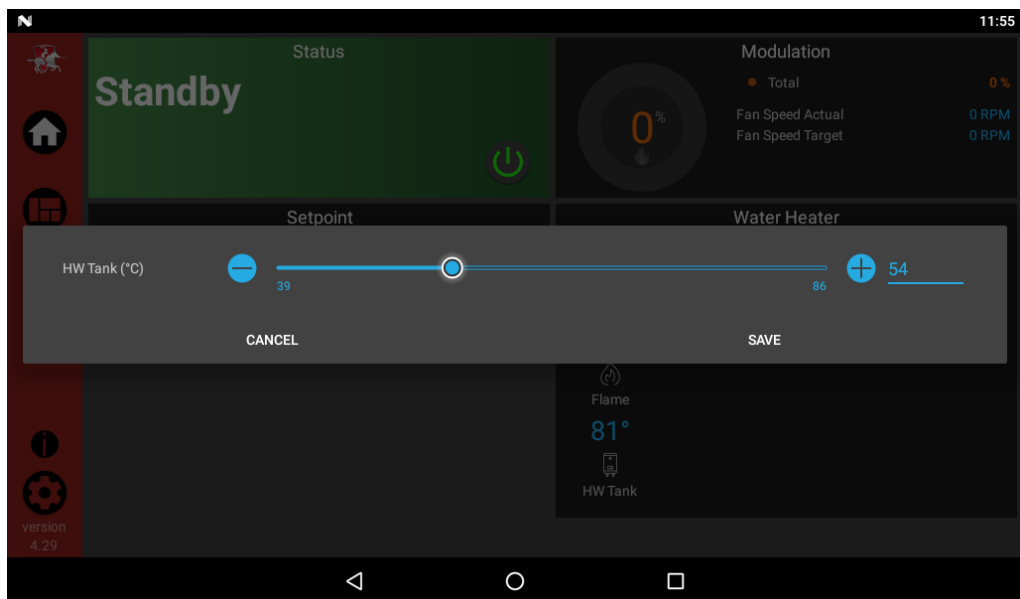 11:55
Status
Standby
Modulation
Total 0 %
0 %
Fan Speed Actual 0 RPM
Fan Speed Target 0 RPM
Setpoint
Water Heater
HW Tank (°C)
39
86
54
CANCEL
SAVE
Flame
81°
HW Tank
version
4.29